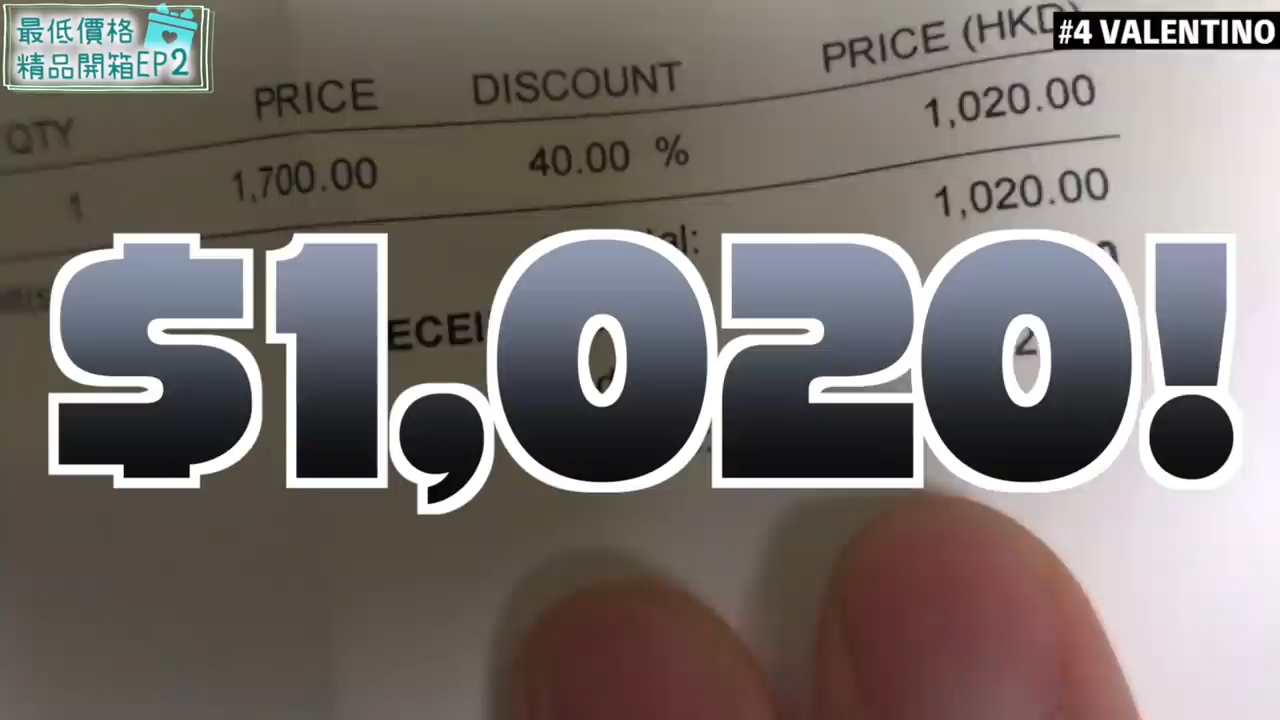 最低價格
精品開箱EP2
#4 VALENTINO
QTY PRICE DISCOUNT PRICE (HKD)
1 1,700.00 40.00 % 1,020.00
1,020.00
$1,020!